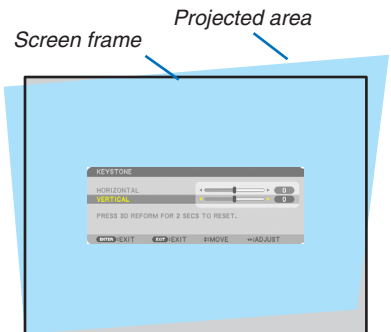 Projected area
Screen frame
KEYSTONE
HORIZONTAL 0
VERTICAL 0
PRESS 3D REFORM FOR 2 SECS TO RESET.
ENTER :EXIT EXIT :EXIT ↕:MOVE ↔:ADJUST